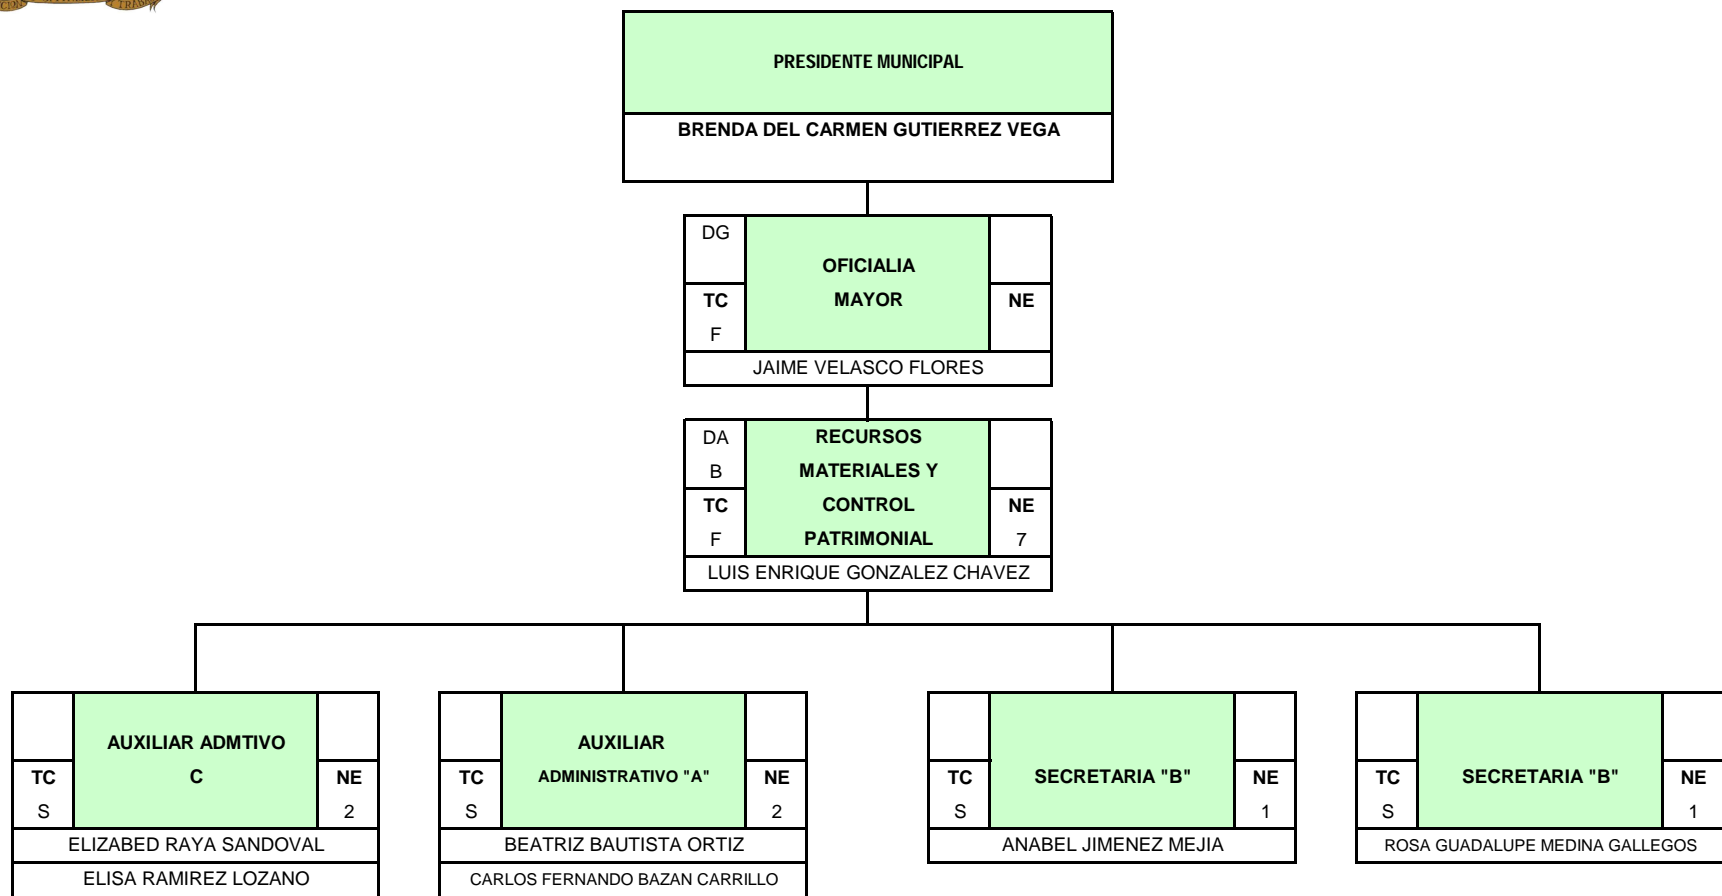 PRESIDENTE MUNICIPAL
BRENDA DEL CARMEN GUTIERREZ VEGA
DG
OFICIALIA
TC MAYOR NE
F
JAIME VELASCO FLORES
DA RECURSOS
B MATERIALES Y
TC CONTROL NE
F PATRIMONIAL 7
LUIS ENRIQUE GONZALEZ CHAVEZ
AUXILIAR ADMTIVO
TC C NE
S 2
ELIZABED RAYA SANDOVAL
ELISA RAMIREZ LOZANO
AUXILIAR
TC ADMINISTRATIVO "A" NE
S 2
BEATRIZ BAUTISTA ORTIZ
CARLOS FERNANDO BAZAN CARRILLO
TC SECRETARIA "B" NE
S 1
ANABEL JIMENEZ MEJIA
TC SECRETARIA "B" NE
S 1
ROSA GUADALUPE MEDINA GALLEGOS